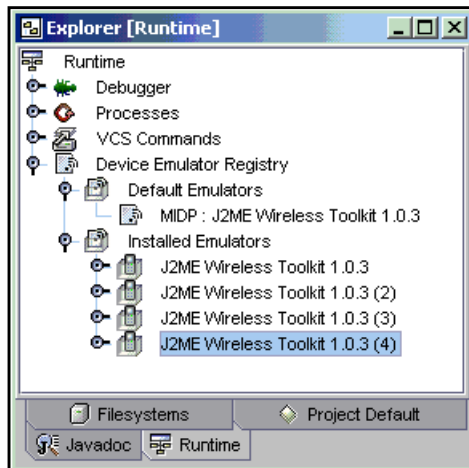 Explorer [Runtime]
Runtime
Debugger
Processes
VCS Commands
Device Emulator Registry
Default Emulators
MIDP : J2ME Wireless Toolkit 1.0.3
Installed Emulators
J2ME Wireless Toolkit 1.0.3
J2ME Wireless Toolkit 1.0.3 (2)
J2ME Wireless Toolkit 1.0.3 (3)
J2ME Wireless Toolkit 1.0.3 (4)
Filesystems Project Default
Javadoc Runtime